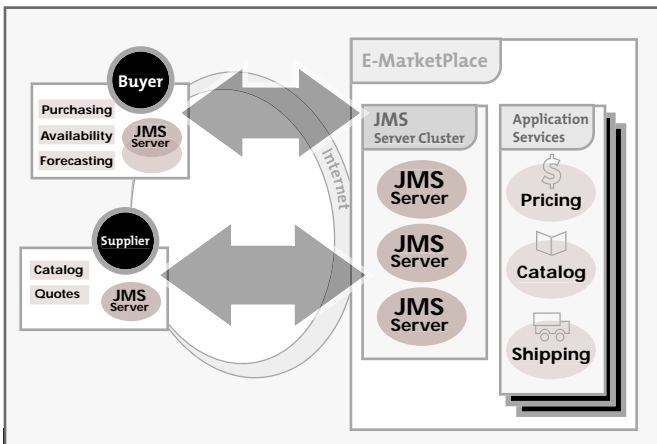 Buyer
Purchasing
Availability
Forecasting
JMS
Server
Supplier
Catalog
Quotes
JMS
Server
Internet
E-MarketPlace
JMS
Server Cluster
JMS
Server
JMS
Server
JMS
Server
Application
Services
Pricing
Catalog
Shipping